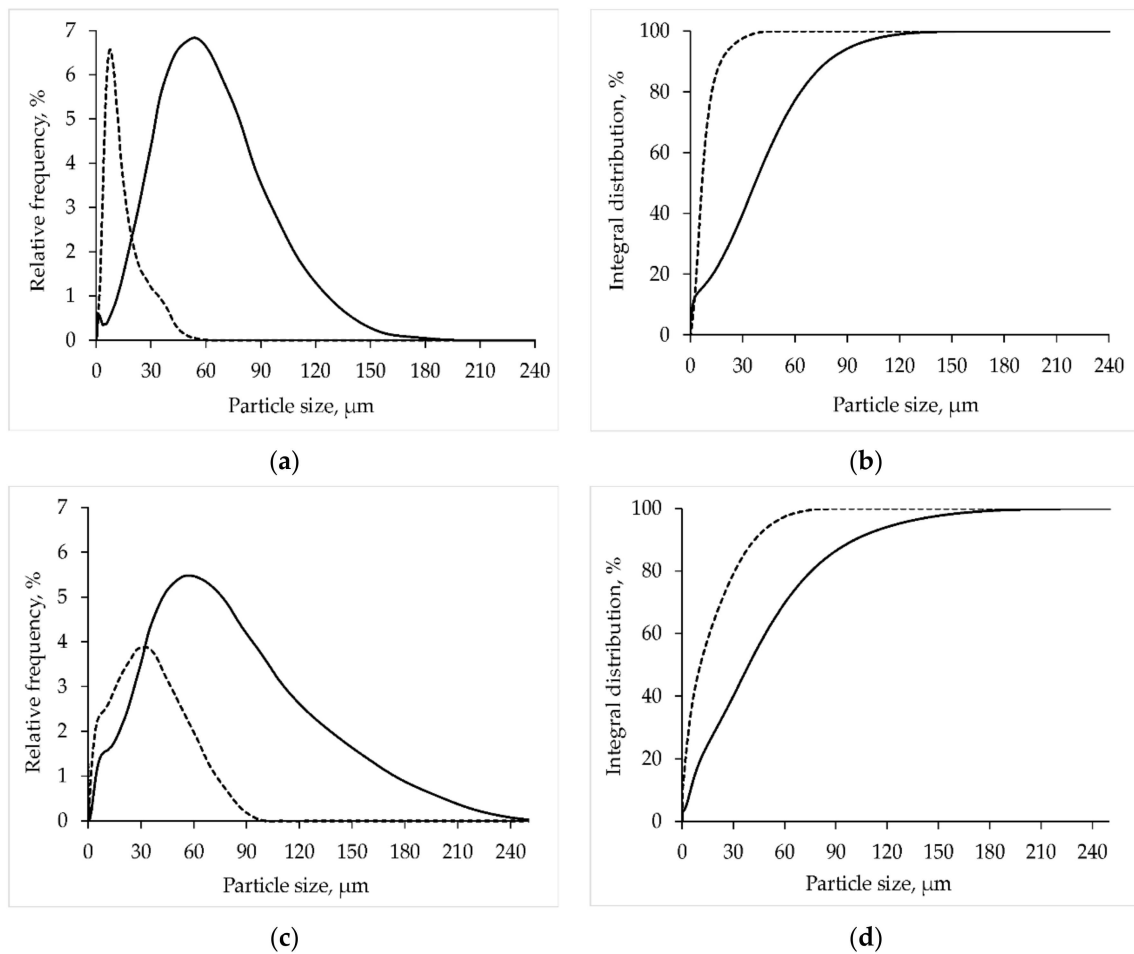 7
6
5
4
3
2
1
0
Relative frequency, %
0 30 60 90 120 150 180 210 240
Particle size, μm
(a)
100
80
60
40
20
0
Integral distribution, %
0 30 60 90 120 150 180 210 240
Particle size, μm
(b)
7
6
5
4
3
2
1
0
Relative frequency, %
0 30 60 90 120 150 180 210 240
Particle size, μm
(c)
100
80
60
40
20
0
Integral distribution, %
0 30 60 90 120 150 180 210 240
Particle size, μm
(d)